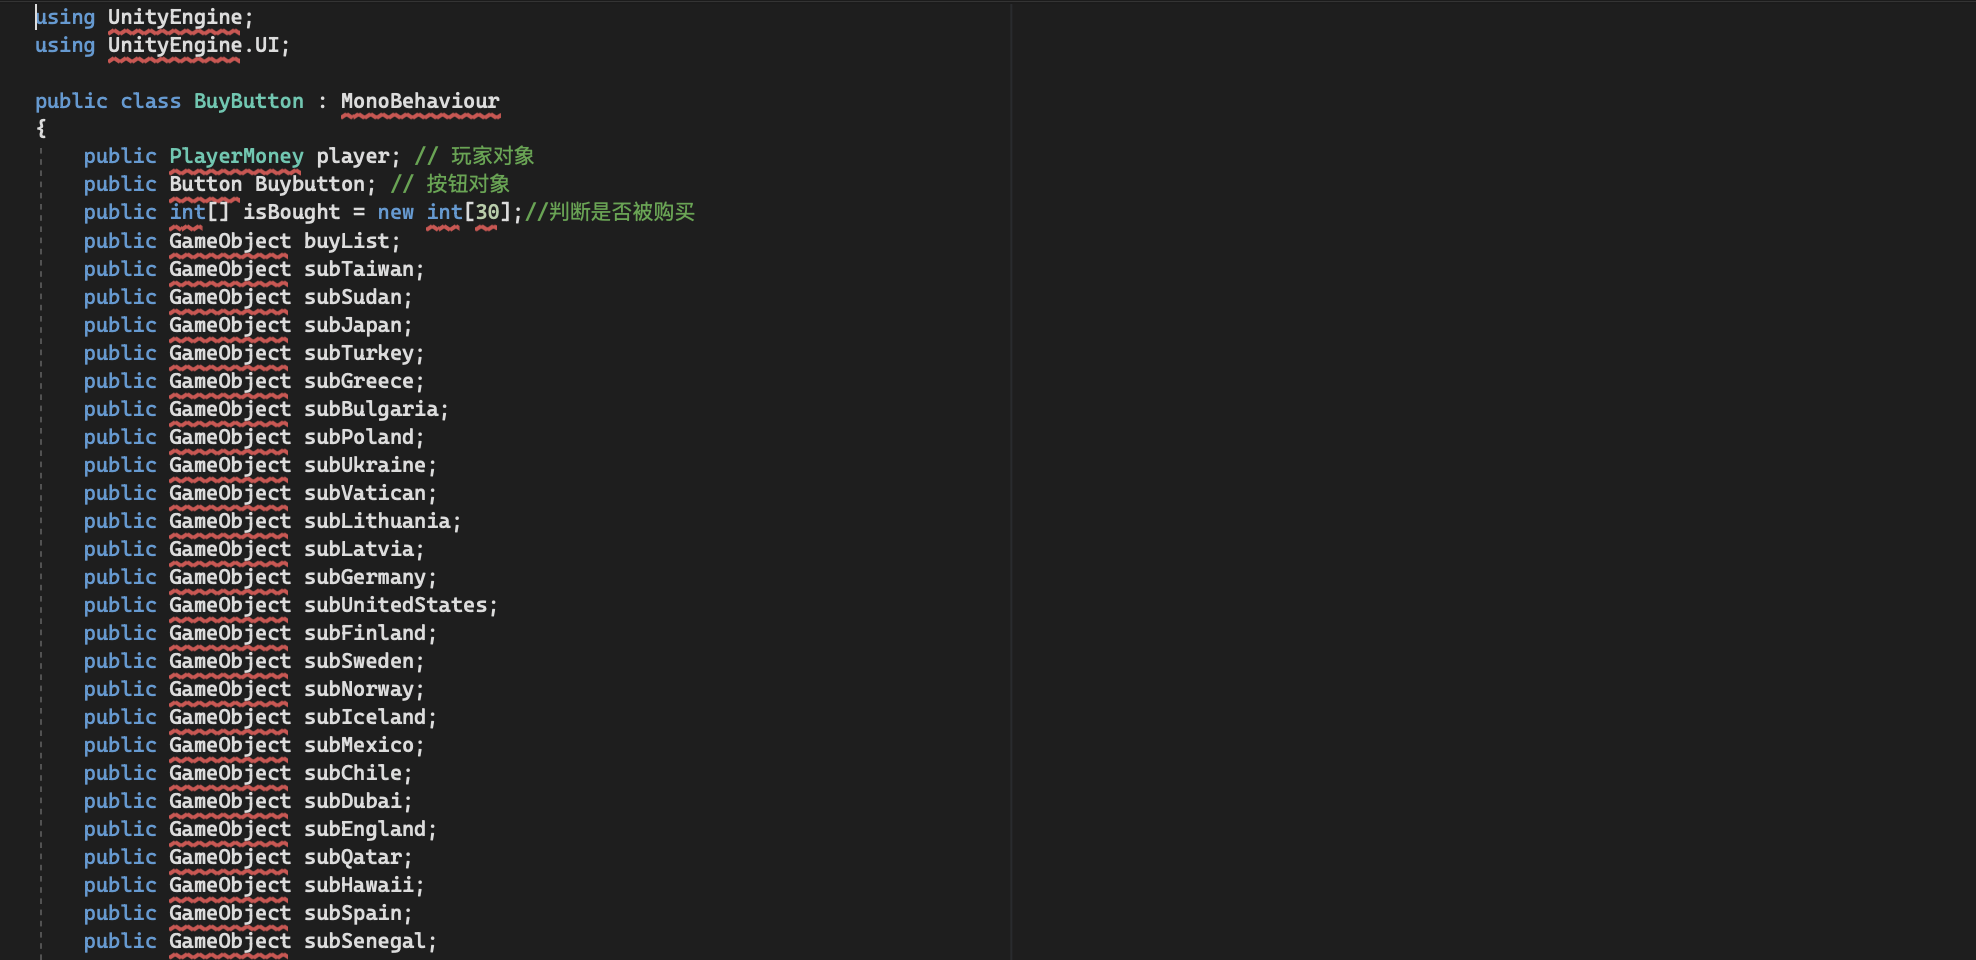 using UnityEngine;
using UnityEngine.UI;
public class BuyButton : MonoBehaviour
{
public PlayerMoney player; // 玩家对象
public Button Buybutton; // 按钮对象
public int[] isBought = new int[30];//判断是否被购买
public GameObject buyList;
public GameObject subTaiwan;
public GameObject subSudan;
public GameObject subJapan;
public GameObject subTurkey;
public GameObject subGreece;
public GameObject subBulgaria;
public GameObject subPoland;
public GameObject subUkraine;
public GameObject subVatican;
public GameObject subLithuania;
public GameObject subLatvia;
public GameObject subGermany;
public GameObject subUnitedStates;
public GameObject subFinland;
public GameObject subSweden;
public GameObject subNorway;
public GameObject subIceland;
public GameObject subMexico;
public GameObject subChile;
public GameObject subDubai;
public GameObject subEngland;
public GameObject subQatar;
public GameObject subHawaii;
public GameObject subSpain;
public GameObject subSenegal;